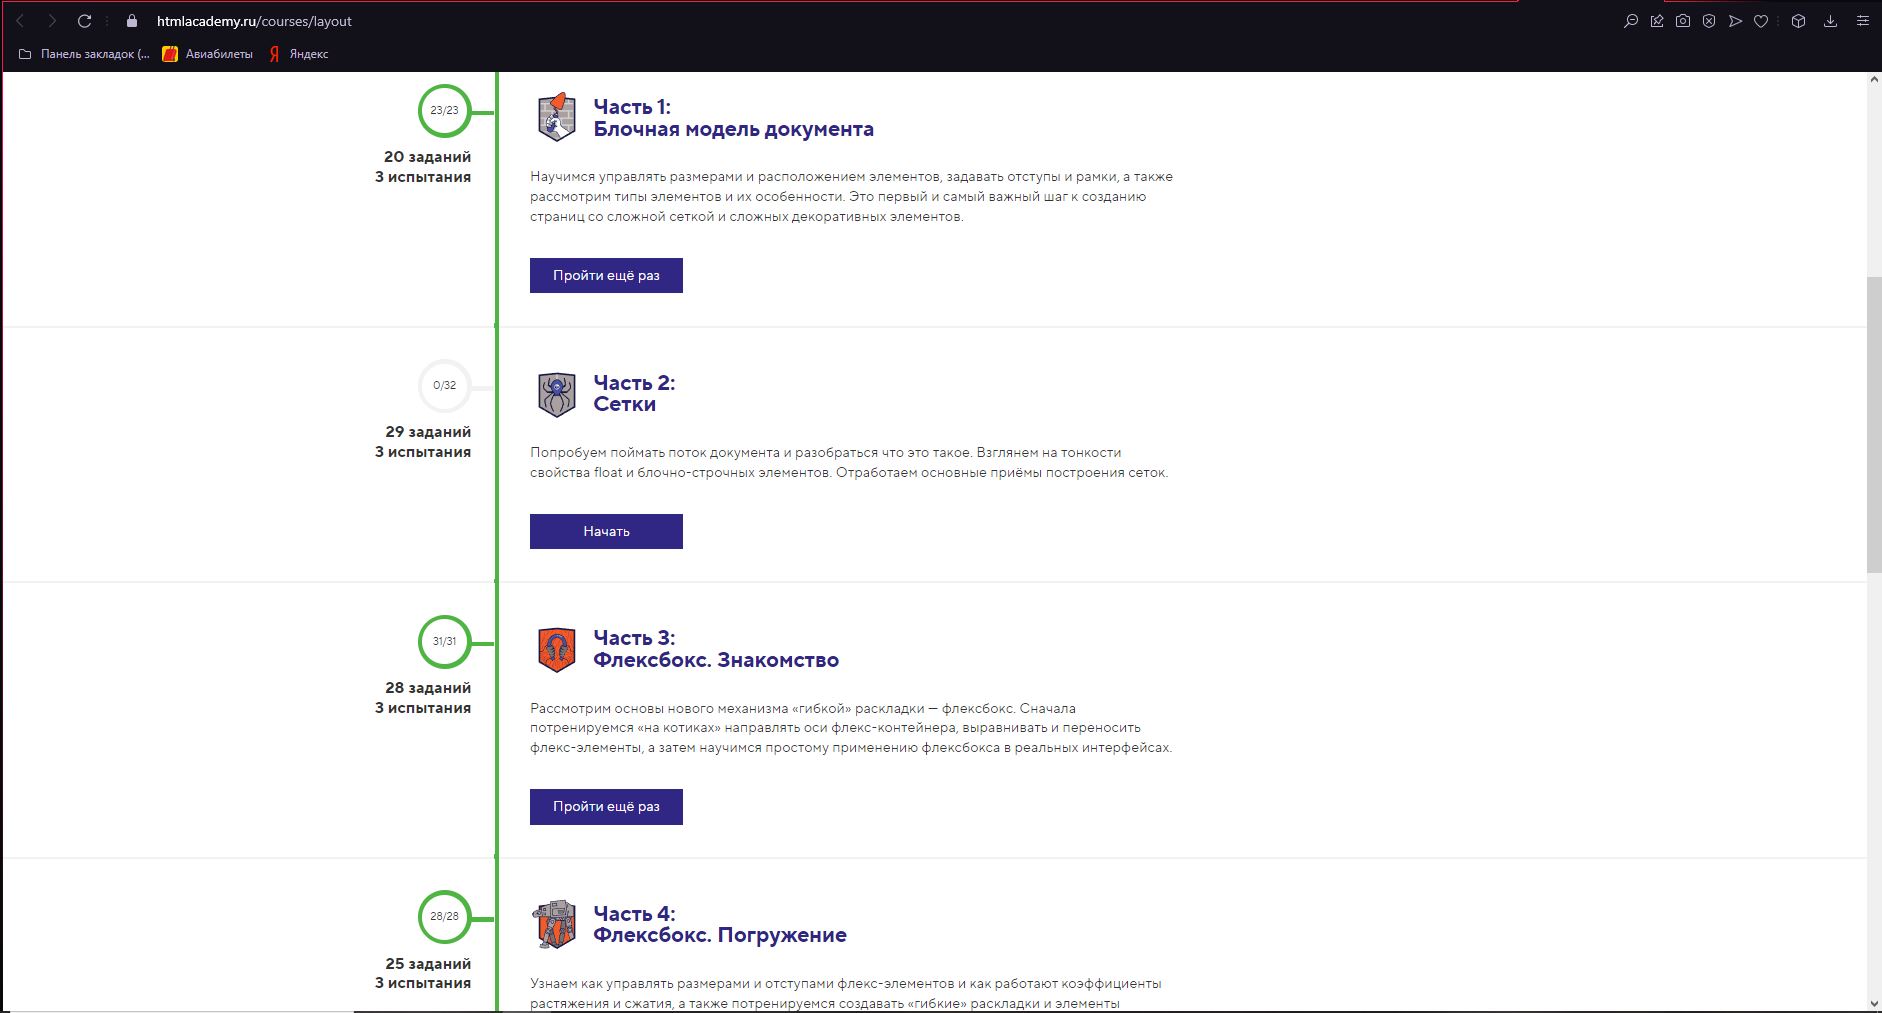 htmlacademy.ru/courses/layout
Панель закладок (...
Авиабилеты
Яндекс
23/23
20 заданий
3 испытания
Часть 1:
Блочная модель документа
Научимся управлять размерами и расположением элементов, задавать отступы и рамки, а также
рассмотрим типы элементов и их особенности. Это первый и самый важный шаг к созданию
страниц со сложной сеткой и сложных декоративных элементов.
Пройти ещё раз
0/32
29 заданий
3 испытания
Часть 2:
Сетки
Попробуем поймать поток документа и разобраться что это такое. Взглянем на тонкости
свойства float и блочно-строчных элементов. Отработаем основные приёмы построения сеток.
Начать
31/31
28 заданий
3 испытания
Часть 3:
Флексбокс. Знакомство
Рассмотрим основы нового механизма «гибкой» раскладки — флексбокс. Сначала
потренируемся «на котиках» направлять оси флекс-контейнера, выравнивать и переносить
флекс-элементы, а затем научимся простому применению флексбокса в реальных интерфейсах.
Пройти ещё раз
28/28
25 заданий
3 испытания
Часть 4:
Флексбокс. Погружение
Узнаем как управлять размерами и отступами флекс-элементов и как работают коэффициенты
растяжения и сжатия, а также потренируемся создавать «гибкие» раскладки и элементы